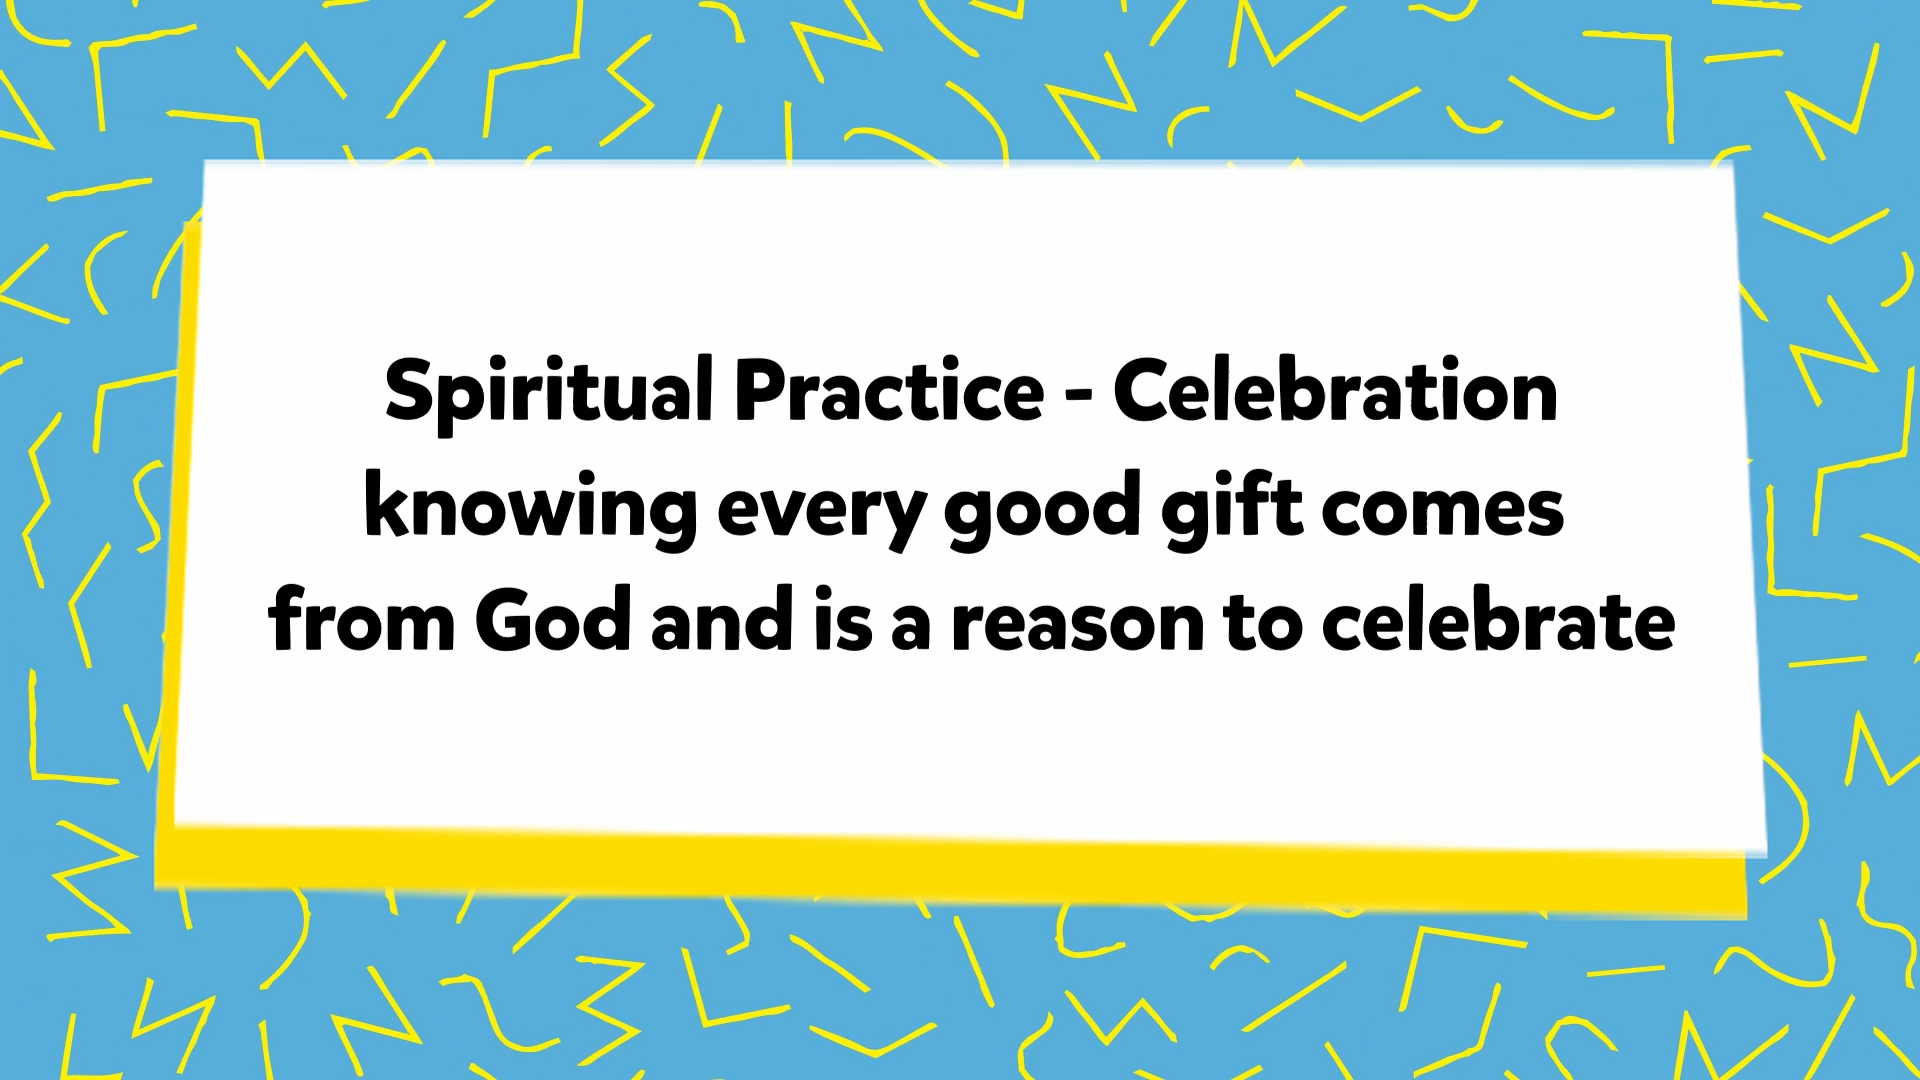 Spiritual Practice - Celebration
knowing every good gift comes
from God and is a reason to celebrate